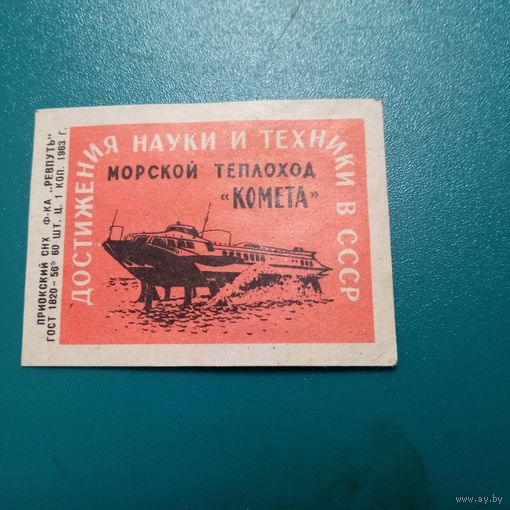 ДОСТИЖЕНИЯ НАУКИ И ТЕХНИКИ В СССР
МОРСКОЙ ТЕПЛОХОД
«КОМЕТА»
ПРИОКСКИЙ СНХ Ф-КА „РЕВПУТЬ“
ГОСТ 1820-56* 60 ШТ. Ц. 1 КОП. 1963 Г.
www.ay.by